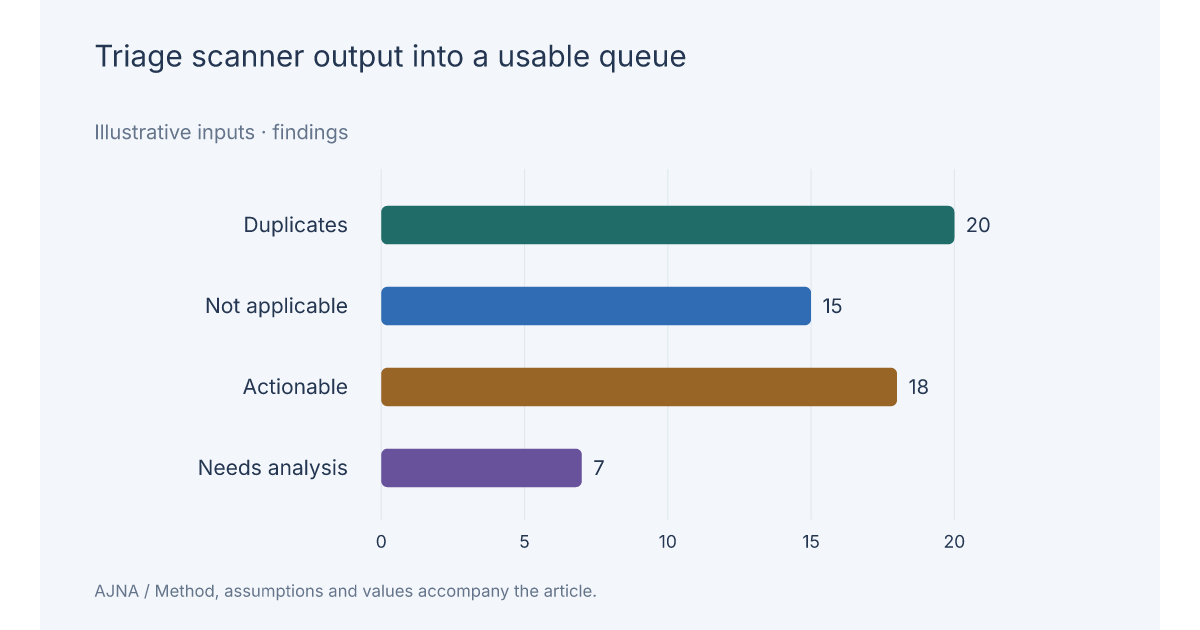 Triage scanner output into a usable queue
Illustrative inputs · findings
Duplicates 20
Not applicable 15
Actionable 18
Needs analysis 7
0 5 10 15 20
AJNA / Method, assumptions and values accompany the article.